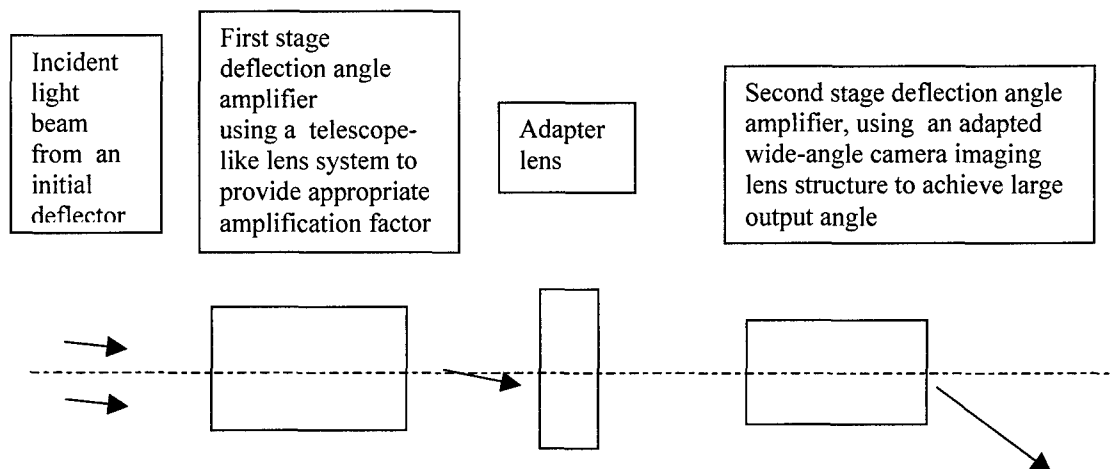 Incident
light
beam
from an
initial
deflector
First stage
deflection angle
amplifier
using a telescope-
like lens system to
provide appropriate
amplification factor
Adapter
lens
Second stage deflection angle
amplifier, using an adapted
wide-angle camera imaging
lens structure to achieve large
output angle